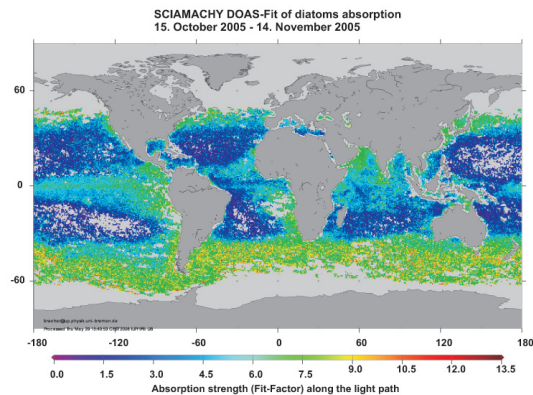 SCIAMACHY DOAS-Fit of diatoms absorption
15. October 2005 - 14. November 2005
60
0
-60
-180 -120 -60 0 60 120 180
0.0 1.5 3.0 4.5 6.0 7.5 9.0 10.5 12.0 13.5
Absorption strength (Fit-Factor) along the light path